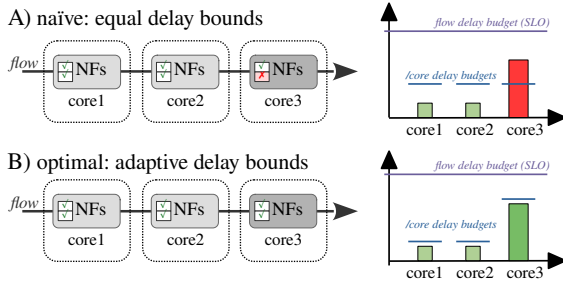 A) naïve: equal delay bounds
flow
NFs
NFs
NFs
core1
core2
core3
flow delay budget (SLO)
/core delay budgets
core1
core2
core3
B) optimal: adaptive delay bounds
flow
NFs
NFs
NFs
core1
core2
core3
flow delay budget (SLO)
/core delay budgets
core1
core2
core3